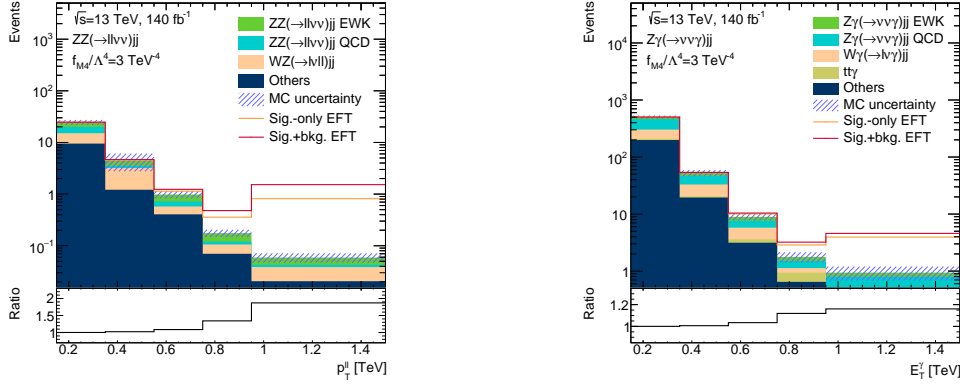 √s=13 TeV, 140 fb⁻¹
ZZ(→llνν)jj
f_M4/Λ⁴=3 TeV⁻⁴
ZZ(→llνν)jj EWK
ZZ(→llνν)jj QCD
WZ(→lνll)jj
Others
MC uncertainty
Sig.-only EFT
Sig.+bkg. EFT
Events
10³
10²
10
1
10⁻¹
Ratio
2
1.5
1
0.2 0.4 0.6 0.8 1 1.2 1.4
p_T^ll [TeV]
√s=13 TeV, 140 fb⁻¹
Zγ(→ννγ)jj
f_M4/Λ⁴=3 TeV⁻⁴
Zγ(→ννγ)jj EWK
Zγ(→ννγ)jj QCD
Wγ(→lνγ)jj
ttγ
Others
MC uncertainty
Sig.-only EFT
Sig.+bkg. EFT
Events
10⁴
10³
10²
10
1
Ratio
1.2
1
0.2 0.4 0.6 0.8 1 1.2 1.4
E_T^γ [TeV]